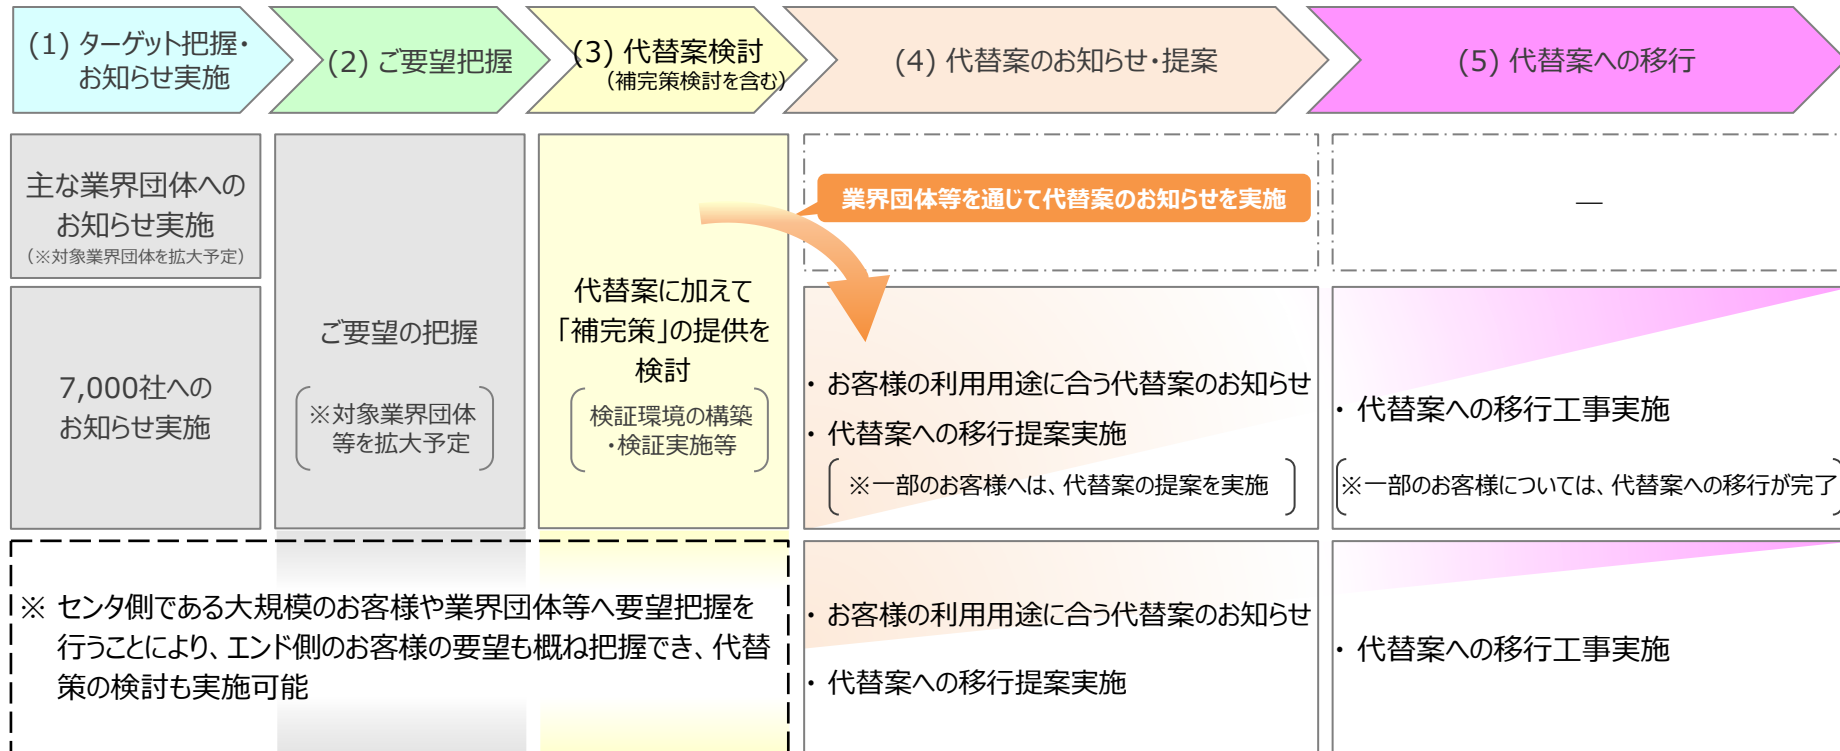 (1) ターゲット把握・
お知らせ実施
(2) ご要望把握
(3) 代替案検討
（補完策検討を含む）
(4) 代替案のお知らせ・提案
(5) 代替案への移行
主な業界団体への
お知らせ実施
（※対象業界団体を拡大予定）
7,000社への
お知らせ実施
ご要望の把握
※対象業界団体
等を拡大予定
代替案に加えて
「補完策」の提供を
検討
検証環境の構築
・検証実施等
業界団体等を通じて代替案のお知らせを実施
―
・ お客様の利用用途に合う代替案のお知らせ
・ 代替案への移行提案実施
※一部のお客様へは、代替案の提案を実施
・ 代替案への移行工事実施
※一部のお客様については、代替案への移行が完了
※ センタ側である大規模のお客様や業界団体等へ要望把握を
行うことにより、エンド側のお客様の要望も概ね把握でき、代替
策の検討も実施可能
・ お客様の利用用途に合う代替案のお知らせ
・ 代替案への移行提案実施
・ 代替案への移行工事実施